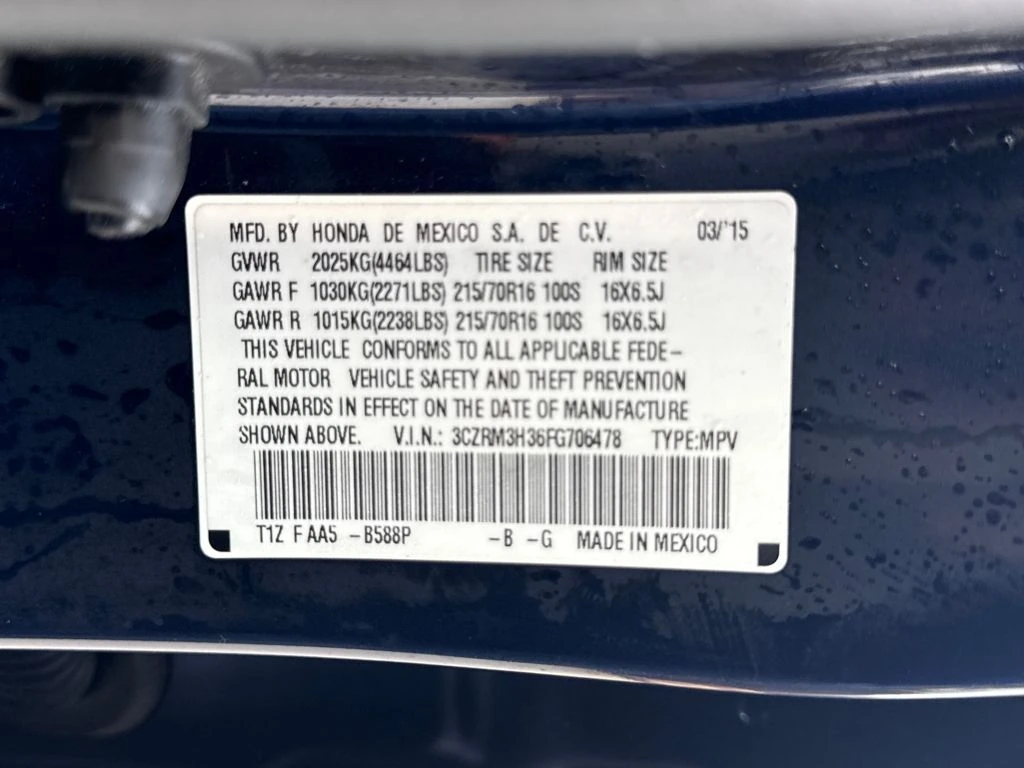 MFD. BY HONDA DE MEXICO S.A. DE C.V. 03/'15
GVWR 2025KG(4464LBS) TIRE SIZE RIM SIZE
GAWR F 1030KG(2271LBS) 215/70R16 100S 16X6.5J
GAWR R 1015KG(2238LBS) 215/70R16 100S 16X6.5J
THIS VEHICLE CONFORMS TO ALL APPLICABLE FEDE-
RAL MOTOR VEHICLE SAFETY AND THEFT PREVENTION
STANDARDS IN EFFECT ON THE DATE OF MANUFACTURE
SHOWN ABOVE. V.I.N.: 3CZRM3H36FG706478 TYPE:MPV
T1Z F AA5 -B588P -B -G MADE IN MEXICO